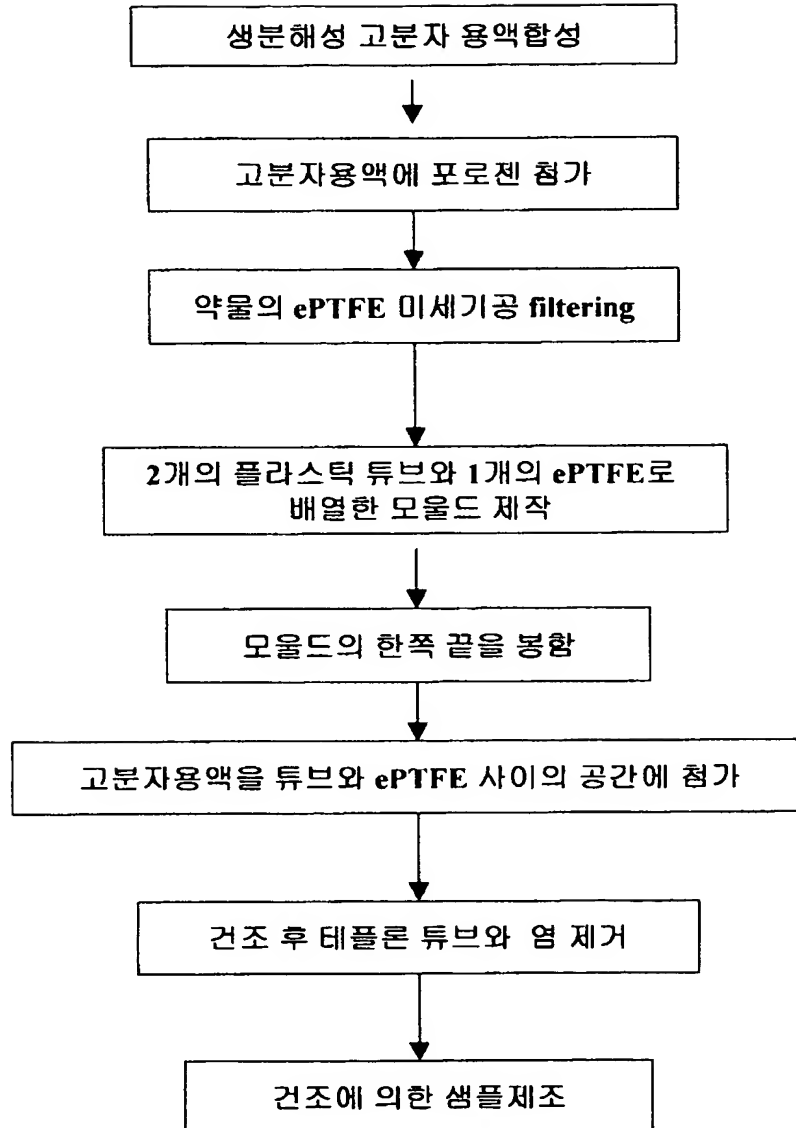 생분해성 고분자 용액합성
고분자용액에 포로젠 첨가
약물의 ePTFE 미세기공 filtering
2개의 플라스틱 튜브와 1개의 ePTFE로
배열한 모울드 제작
모울드의 한쪽 끝을 봉함
고분자용액을 튜브와 ePTFE 사이의 공간에 첨가
건조 후 테플론 튜브와 염 제거
건조에 의한 샘플제조